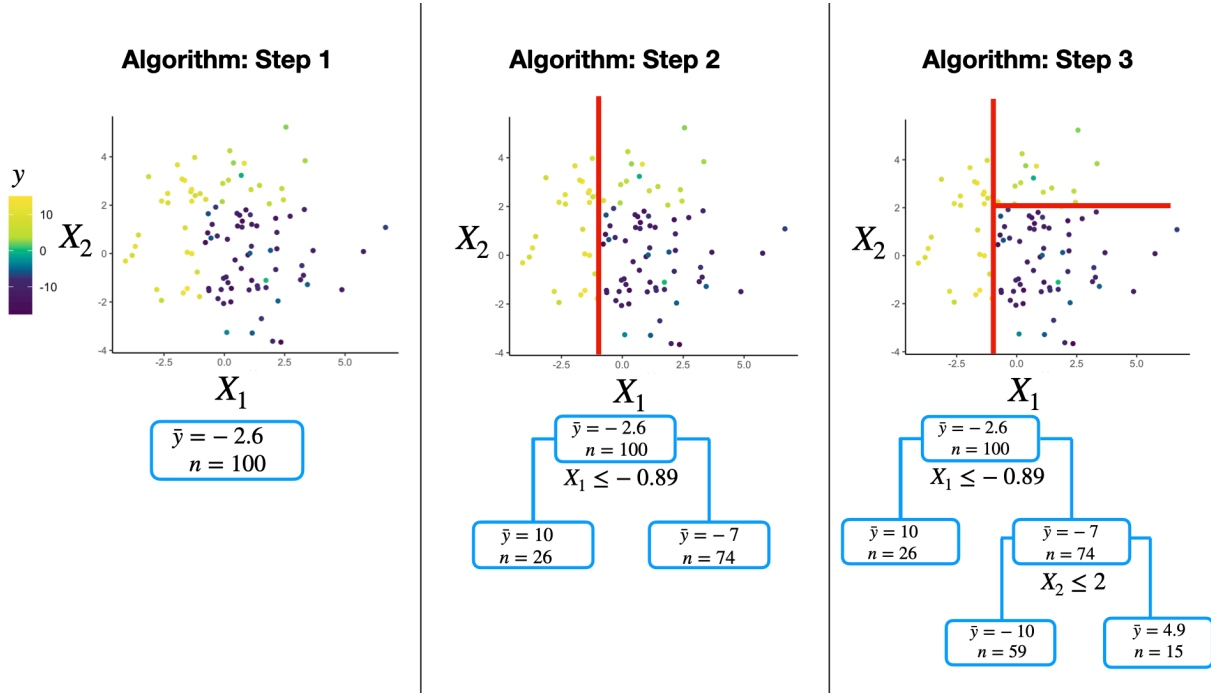 Algorithm: Step 1
y
10
0
-10
X₂
4
2
0
-2
-4
-2.5
0.0
2.5
5.0
X₁
ȳ = − 2.6
n = 100
Algorithm: Step 2
X₂
4
2
0
-2
-4
-2.5
0.0
2.5
5.0
X₁
ȳ = − 2.6
n = 100
X₁ ≤ − 0.89
ȳ = 10
n = 26
ȳ = − 7
n = 74
Algorithm: Step 3
X₂
4
2
0
-2
-4
-2.5
0.0
2.5
5.0
X₁
ȳ = − 2.6
n = 100
X₁ ≤ − 0.89
ȳ = 10
n = 26
ȳ = − 7
n = 74
X₂ ≤ 2
ȳ = − 10
n = 59
ȳ = 4.9
n = 15